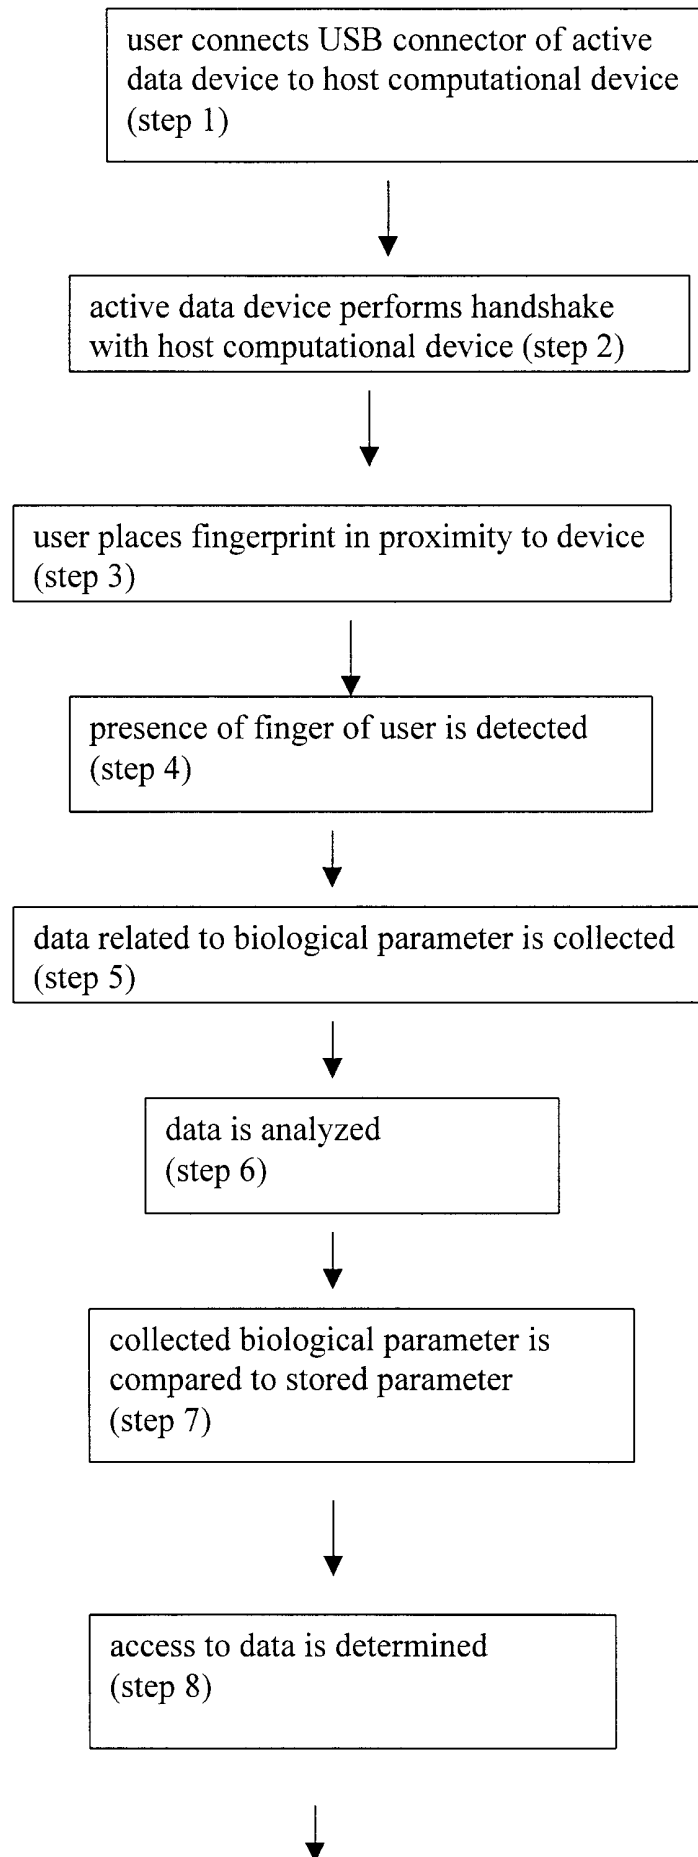 user connects USB connector of active
data device to host computational device
(step 1)
active data device performs handshake
with host computational device (step 2)
user places fingerprint in proximity to device
(step 3)
presence of finger of user is detected
(step 4)
data related to biological parameter is collected
(step 5)
data is analyzed
(step 6)
collected biological parameter is
compared to stored parameter
(step 7)
access to data is determined
(step 8)